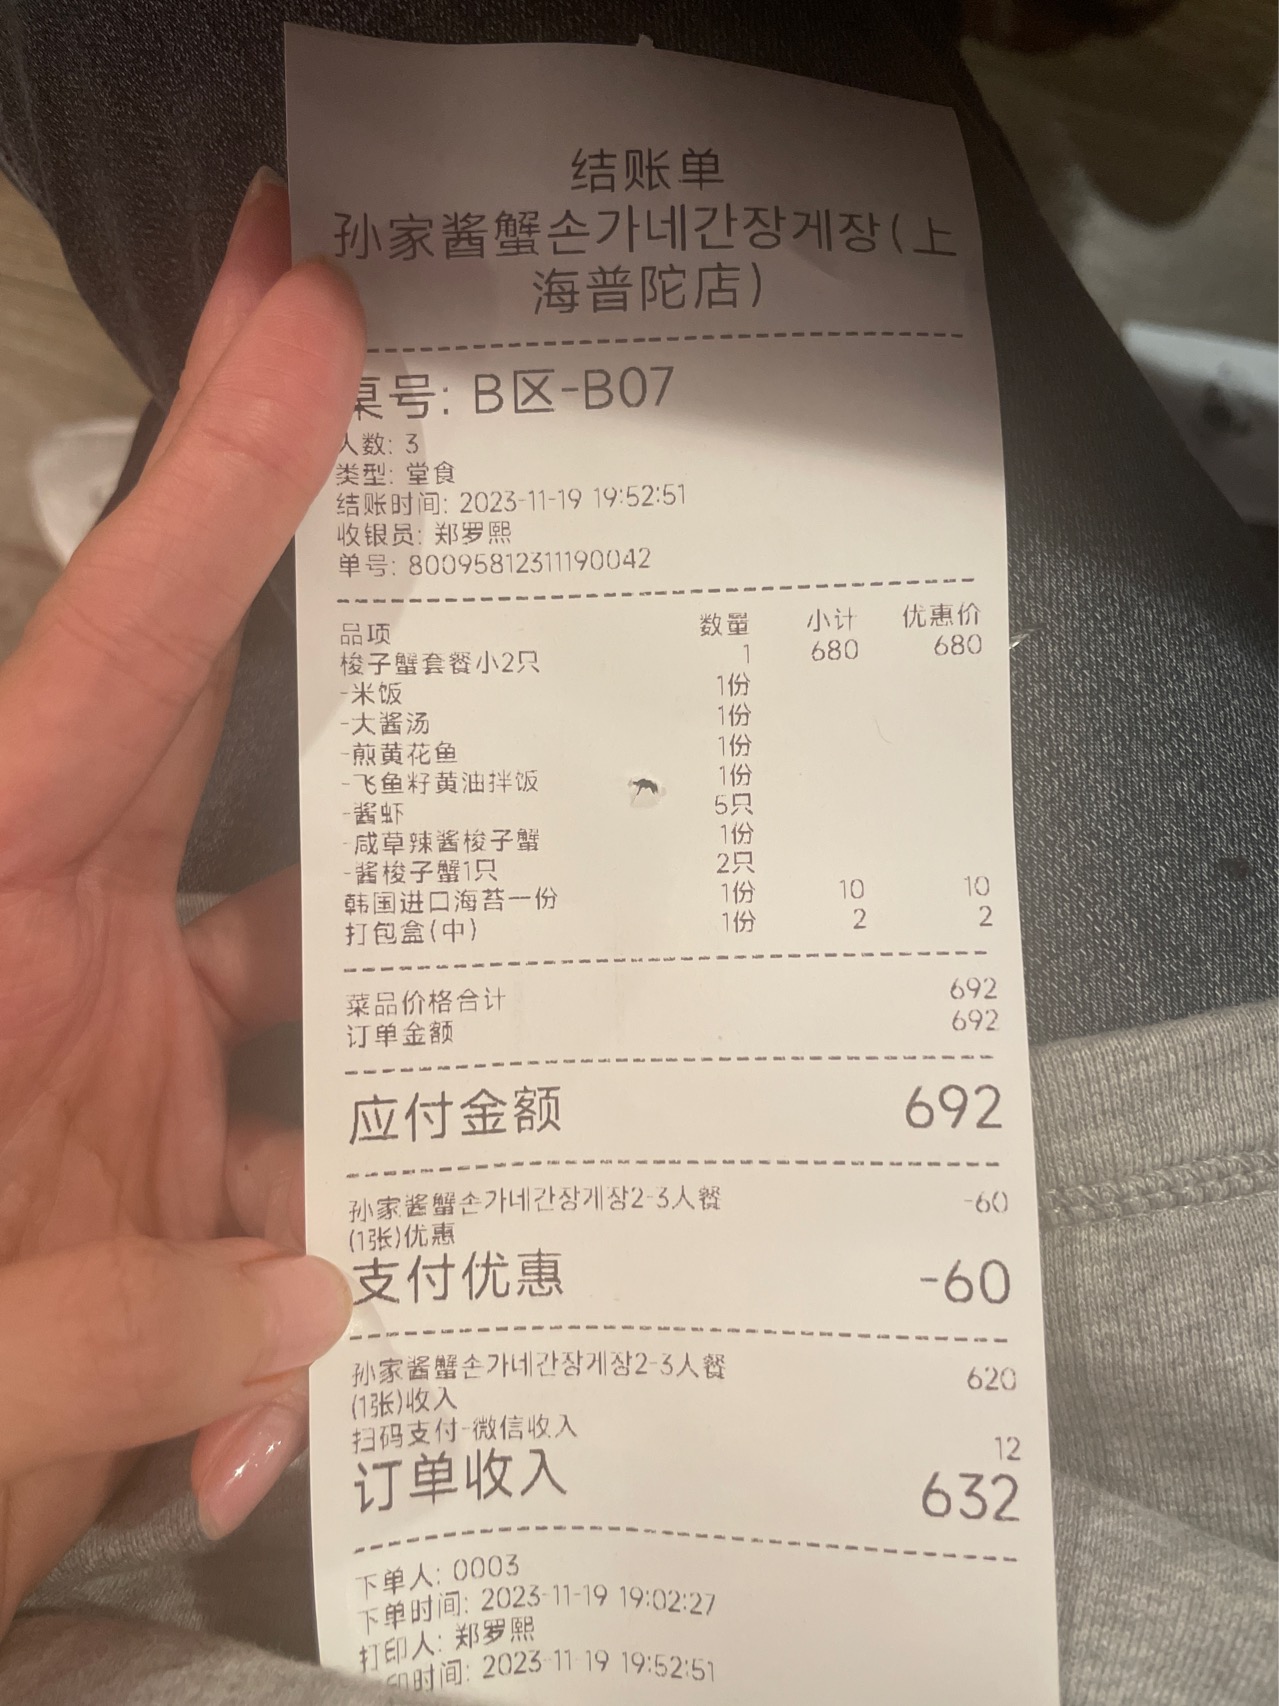 结账单
孙家酱蟹손가네간장게장(上
海普陀店)
桌号: B区-B07
人数: 3
类型: 堂食
结账时间: 2023-11-19 19:52:51
收银员: 郑罗熙
单号: 80095812311190042
品项 数量 小计 优惠价
梭子蟹套餐小2只 1 680 680
-米饭 1份
-大酱汤 1份
-煎黄花鱼 1份
-飞鱼籽黄油拌饭 1份
-酱虾 5只
-咸草辣酱梭子蟹 1份
-酱梭子蟹1只 2只
韩国进口海苔一份 1份 10 10
打包盒(中) 1份 2 2
菜品价格合计 692
订单金额 692
应付金额 692
孙家酱蟹손가네간장게장2-3人餐 -60
(1张)优惠
支付优惠 -60
孙家酱蟹손가네간장게장2-3人餐 620
(1张)收入
扫码支付-微信收入 12
订单收入 632
下单人: 0003
下单时间: 2023-11-19 19:02:27
打印人: 郑罗熙
印时间: 2023-11-19 19:52:51